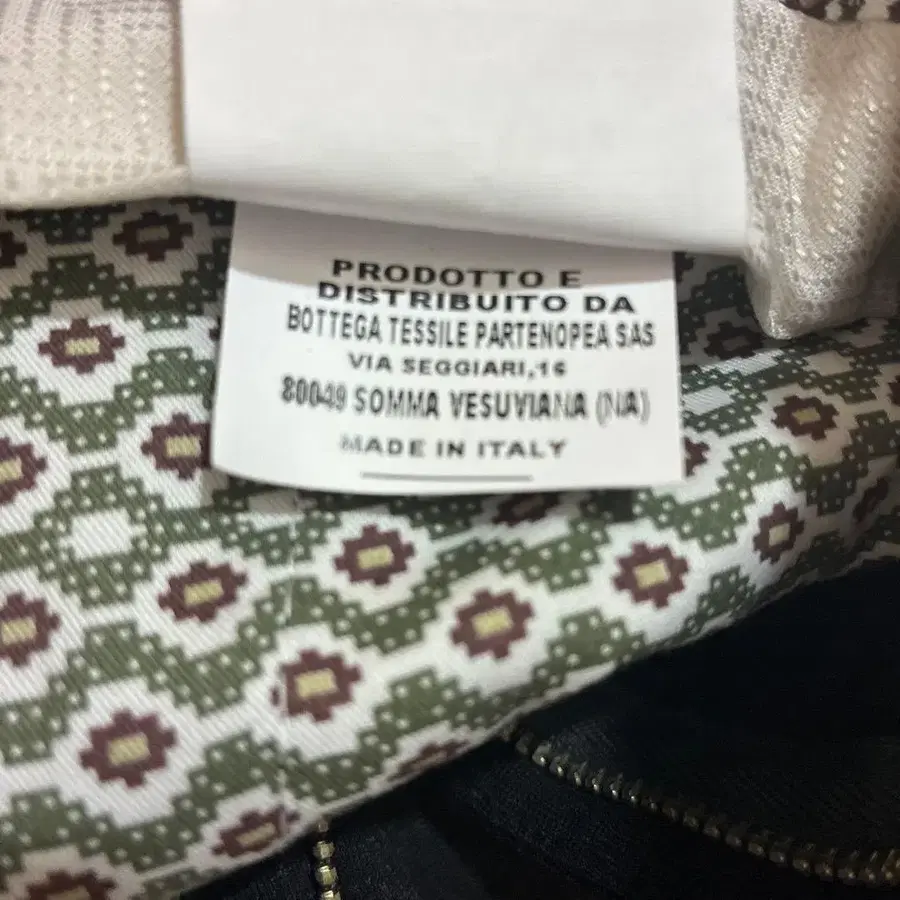 PRODOTTO E
DISTRIBUITO DA
BOTTEGA TESSILE PARTENOPEA SAS
VIA SEGGIARI,16
80049 SOMMA VESUVIANA (NA)
MADE IN ITALY